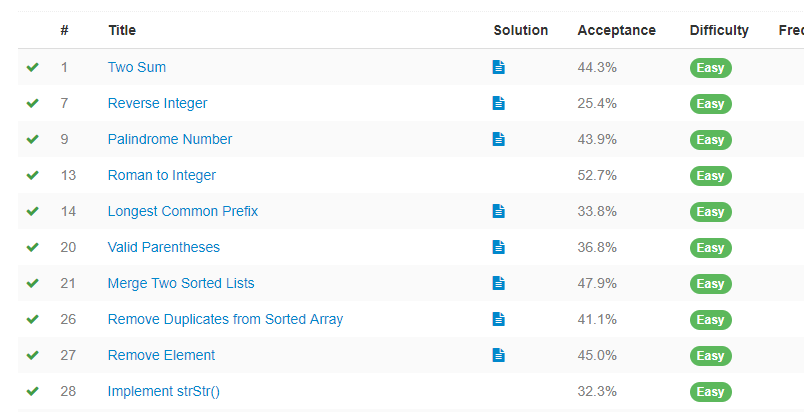 # Title Solution Acceptance Difficulty Fre
1 Two Sum 44.3% Easy
7 Reverse Integer 25.4% Easy
9 Palindrome Number 43.9% Easy
13 Roman to Integer 52.7% Easy
14 Longest Common Prefix 33.8% Easy
20 Valid Parentheses 36.8% Easy
21 Merge Two Sorted Lists 47.9% Easy
26 Remove Duplicates from Sorted Array 41.1% Easy
27 Remove Element 45.0% Easy
28 Implement strStr() 32.3% Easy